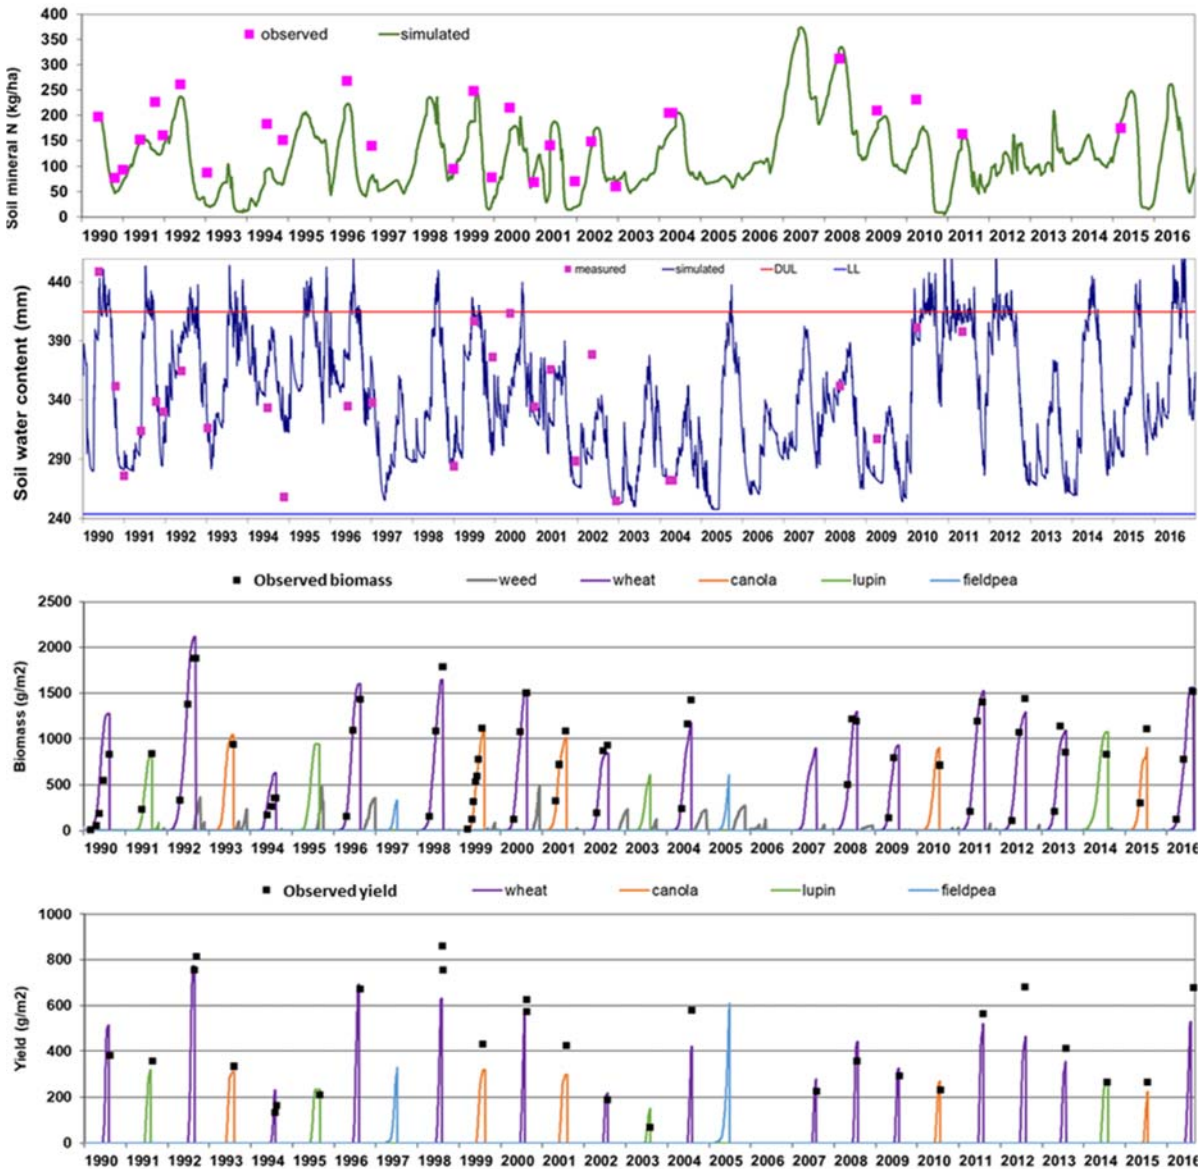 observed simulated
Soil mineral N (kg/ha)
400
350
300
250
200
150
100
50
0
1990 1991 1992 1993 1994 1995 1996 1997 1998 1999 2000 2001 2002 2003 2004 2005 2006 2007 2008 2009 2010 2011 2012 2013 2014 2015 2016
measured simulated DUL LL
Soil water content (mm)
440
390
340
290
240
1990 1991 1992 1993 1994 1995 1996 1997 1998 1999 2000 2001 2002 2003 2004 2005 2006 2007 2008 2009 2010 2011 2012 2013 2014 2015 2016
Observed biomass weed wheat canola lupin fieldpea
Biomass (g/m2)
2500
2000
1500
1000
500
0
1990 1991 1992 1993 1994 1995 1996 1997 1998 1999 2000 2001 2002 2003 2004 2005 2006 2007 2008 2009 2010 2011 2012 2013 2014 2015 2016
Observed yield wheat canola lupin fieldpea
Yield (g/m2)
1000
800
600
400
200
0
1990 1991 1992 1993 1994 1995 1996 1997 1998 1999 2000 2001 2002 2003 2004 2005 2006 2007 2008 2009 2010 2011 2012 2013 2014 2015 2016